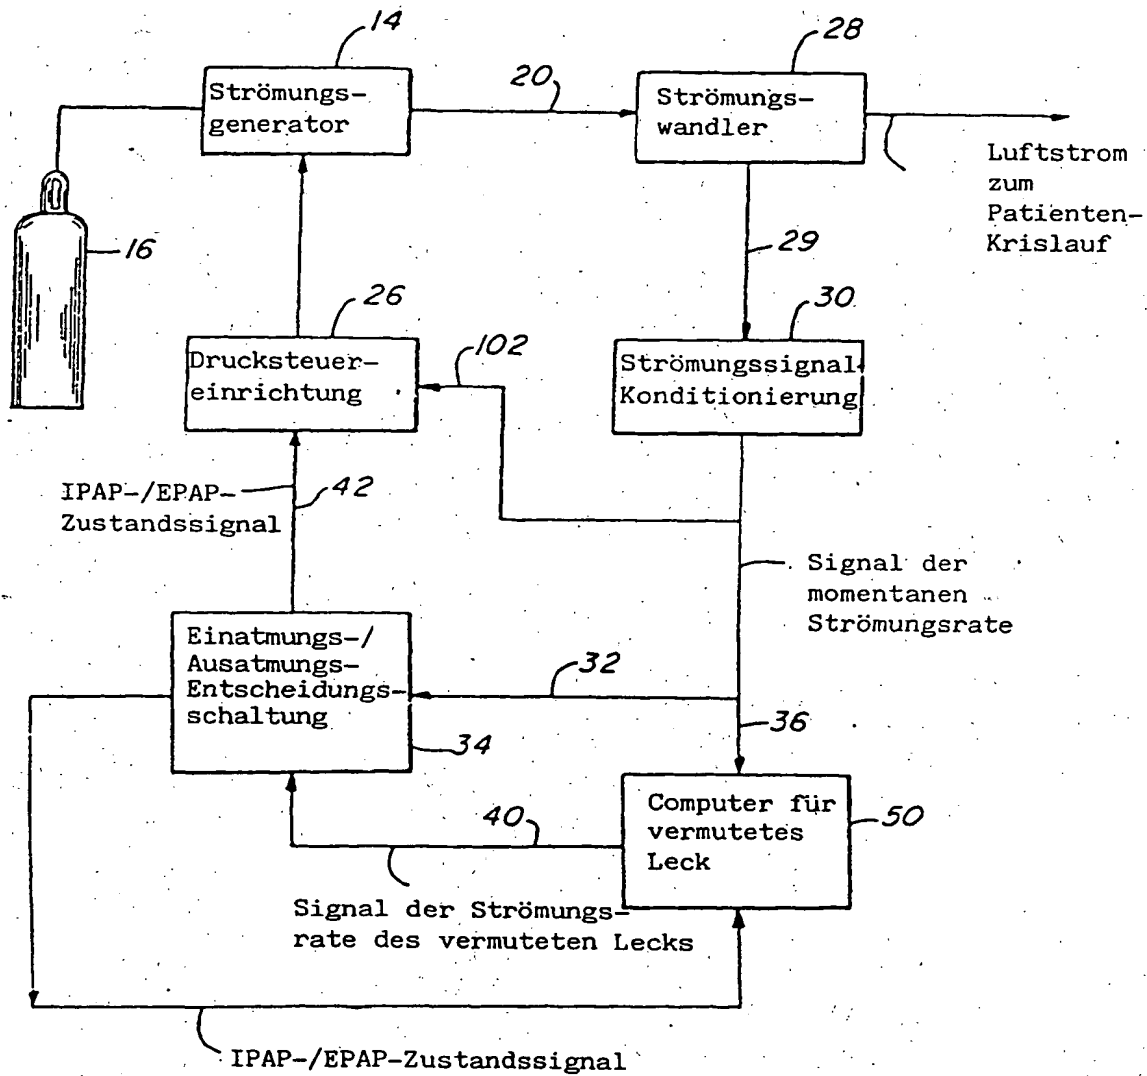 14
28
Strömungs-
generator
20
Strömungs-
wandler
Luftstrom
zum
Patienten-
Krislauf
16
29
26
30
Drucksteuer-
einrichtung
102
Strömungssignal-
Konditionierung
IPAP-/EPAP-
Zustandssignal
42
Signal der
momentanen
Strömungsrate
Einatmungs-/
Ausatmungs-
Entscheidungs-
schaltung
32
34
36
Computer für
vermutetes
Leck
50
40
Signal der Strömungs-
rate des vermuteten Lecks
IPAP-/EPAP-Zustandssignal